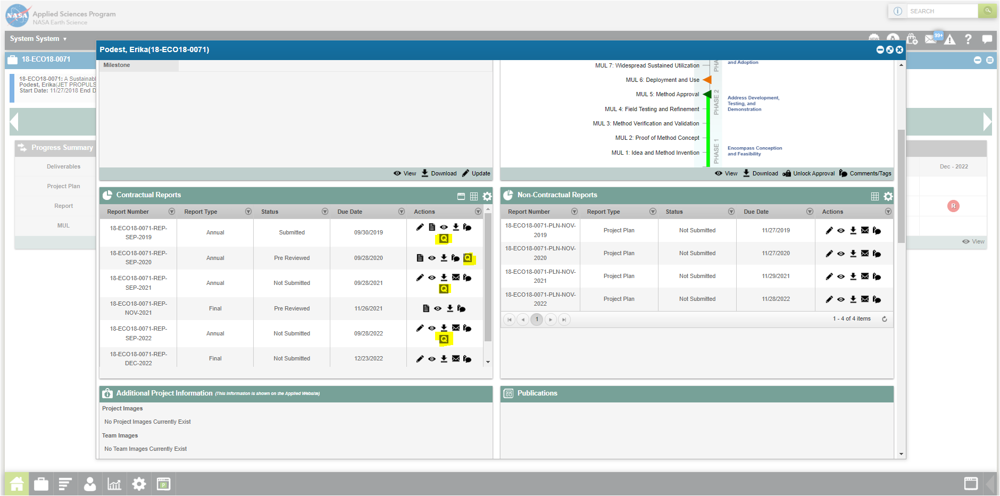 NASA
Applied Sciences Program
NASA Earth Science
SEARCH
System System
99+
18-ECO18-0071
18-ECO18-0071: A Sustainabl
Podest, Erika(JET PROPULS
Start Date: 11/27/2018 End D
Progress Summary
Deliverables
Project Plan
Report
MUL
Dec - 2022
R
View
Podest, Erika(18-ECO18-0071)
Milestone
View Download Update
MUL 7: Widespread Sustained Utilization
MUL 6: Deployment and Use
MUL 5: Method Approval
MUL 4: Field Testing and Refinement
MUL 3: Method Verification and Validation
MUL 2: Proof of Method Concept
MUL 1: Idea and Method Invention
PHASE 2
PHASE 1
and Adoption
Address Development,
Testing, and
Demonstration
Encompass Conception
and Feasibility
View Download Unlock Approval Comments/Tags
Contractual Reports
Report Number Report Type Status Due Date Actions
18-ECO18-0071-REP-
SEP-2019
Annual Submitted 09/30/2019
Q
18-ECO18-0071-REP-
SEP-2020
Annual Pre Reviewed 09/28/2020 Q
18-ECO18-0071-REP-
SEP-2021
Annual Not Submitted 09/28/2021
Q
18-ECO18-0071-REP-
NOV-2021
Final Pre Reviewed 11/26/2021
18-ECO18-0071-REP-
SEP-2022
Annual Not Submitted 09/28/2022
Q
18-ECO18-0071-REP-
DEC-2022
Final Not Submitted 12/23/2022
Non-Contractual Reports
Report Number Report Type Status Due Date Actions
18-ECO18-0071-PLN-NOV-
2019
Project Plan Not Submitted 11/27/2019
18-ECO18-0071-PLN-NOV-
2020
Project Plan Not Submitted 11/27/2020
18-ECO18-0071-PLN-NOV-
2021
Project Plan Not Submitted 11/29/2021
18-ECO18-0071-PLN-NOV-
2022
Project Plan Not Submitted 11/28/2022
1
1 - 4 of 4 items
Additional Project Information (This information is shown on the Applied Website)
Project Images
No Project Images Currently Exist
Team Images
No Team Images Currently Exist
Publications
P